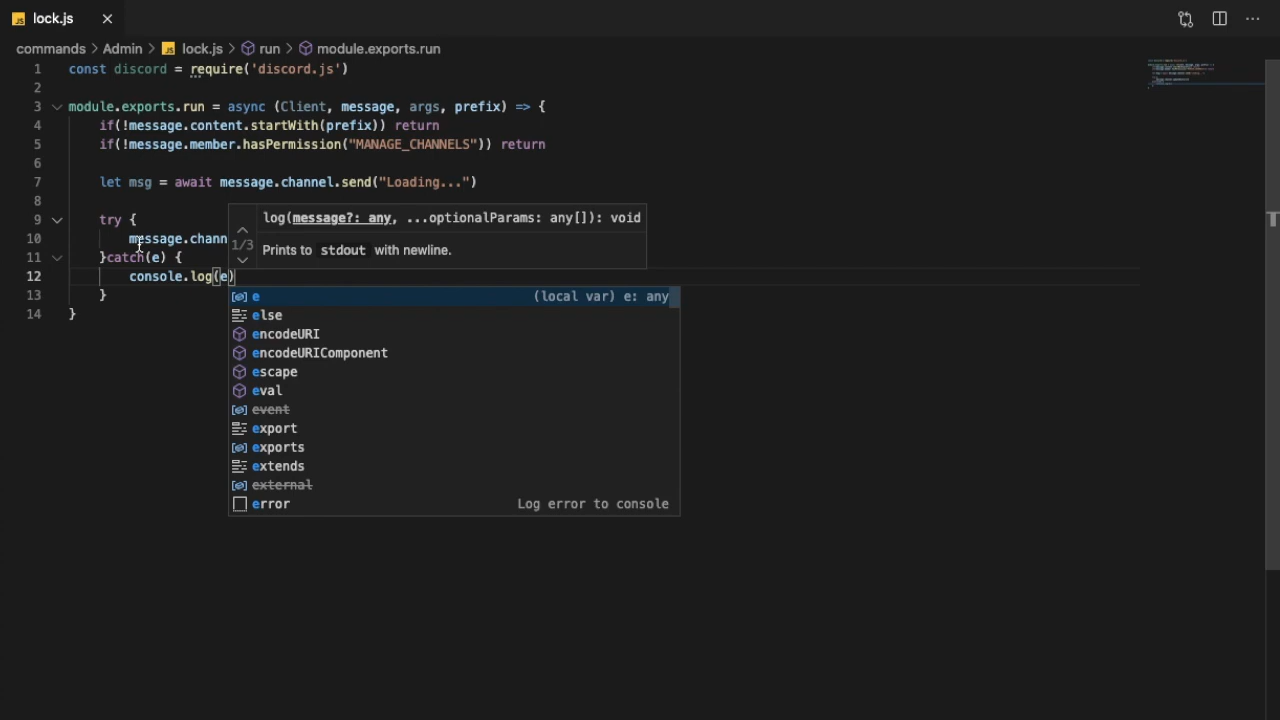 JS lock.js ×
commands > Admin > JS lock.js > run > module.exports.run
1 const discord = require('discord.js')
2
3 module.exports.run = async (Client, message, args, prefix) => {
4 if(!message.content.startWith(prefix)) return
5 if(!message.member.hasPermission("MANAGE_CHANNELS")) return
6
7 let msg = await message.channel.send("Loading...")
8
9 try {
log(message?: any, ...optionalParams: any[]): void
10 message.chann
1/3 Prints to stdout with newline.
11 }catch(e) {
12 console.log(e)
13 }
14 }
e (local var) e: any
else
encodeURI
encodeURIComponent
escape
eval
event
export
exports
extends
external
error Log error to console